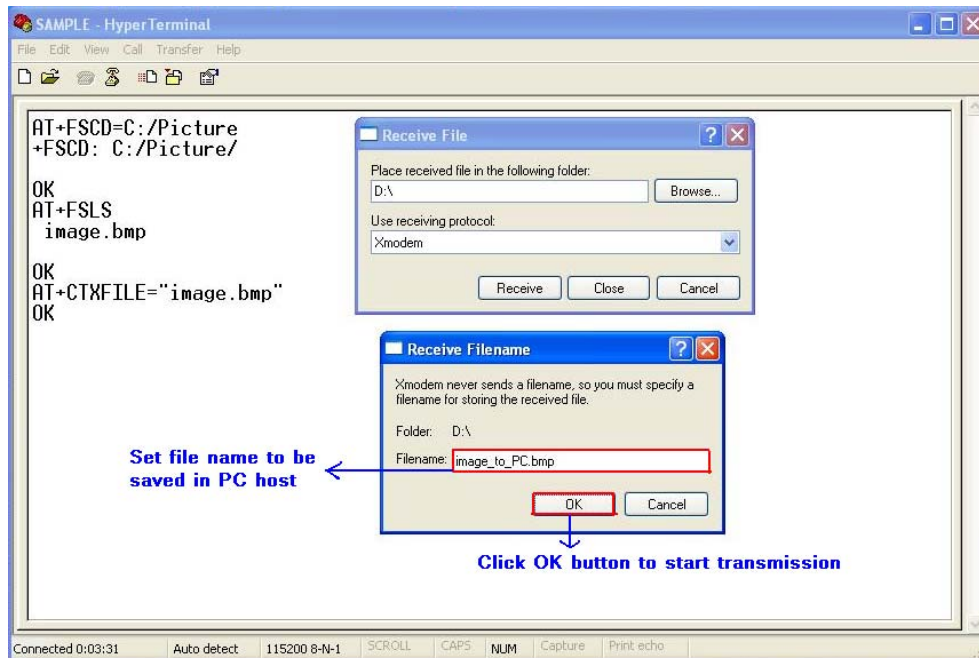 SAMPLE - HyperTerminal
File Edit View Call Transfer Help
AT+FSCD=C:/Picture
+FSCD: C:/Picture/
OK
AT+FSLS
image.bmp
OK
AT+CTXFILE="image.bmp"
OK
Receive File
Place received file in the following folder:
D:\
Browse...
Use receiving protocol:
Xmodem
Receive Close Cancel
Receive Filename
Xmodem never sends a filename, so you must specify a
filename for storing the received file.
Folder: D:\
Filename: image_to_PC.bmp
OK Cancel
Set file name to be
saved in PC host
Click OK button to start transmission
Connected 0:03:31 Auto detect 115200 8-N-1 SCROLL CAPS NUM Capture Print echo